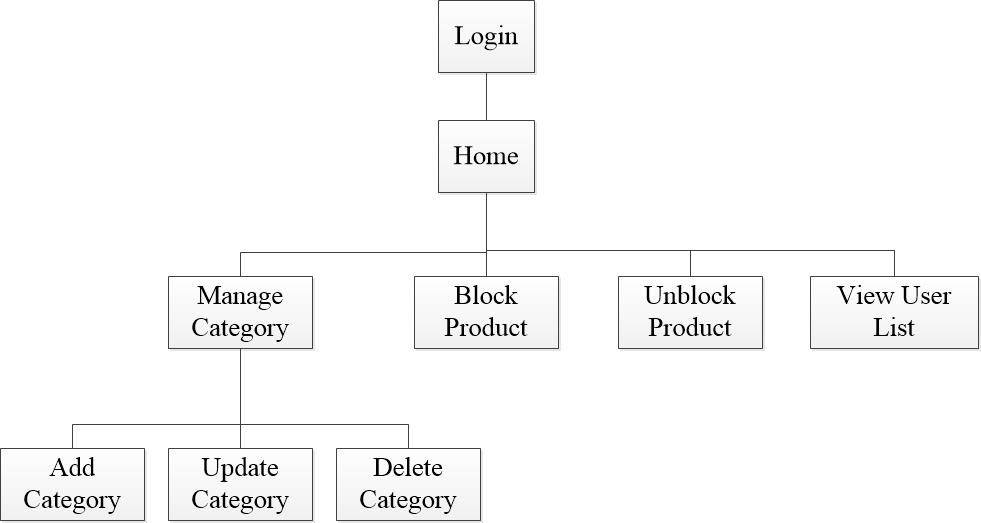 Login
Home
Manage
Category
Block
Product
Unblock
Product
View User
List
Add
Category
Update
Category
Delete
Category